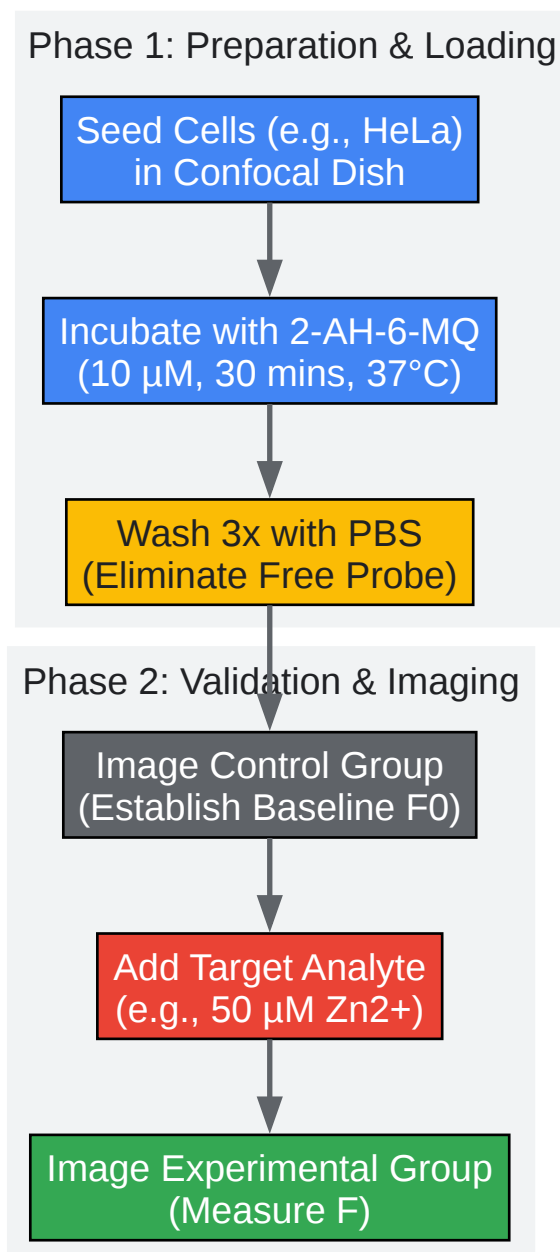 Phase 1: Preparation & Loading
Seed Cells (e.g., HeLa)
in Confocal Dish
Incubate with 2-AH-6-MQ
(10 µM, 30 mins, 37°C)
Wash 3x with PBS
(Eliminate Free Probe)
Phase 2: Validation & Imaging
Image Control Group
(Establish Baseline F0)
Add Target Analyte
(e.g., 50 µM Zn2+)
Image Experimental Group
(Measure F)